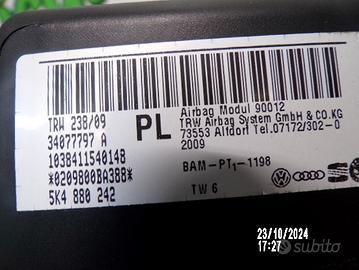 TRW 238/09
34077797 A
1038411540148
*0209800BA388*
5K4 880 242
PL
Airbag Modul 90012
TRW Airbag System GmbH & CO.KG
73553 Alfdorf Tel.07172/302-0
2009
BAM-PT1-1198
TW 6
23/10/2024
17:27
subito